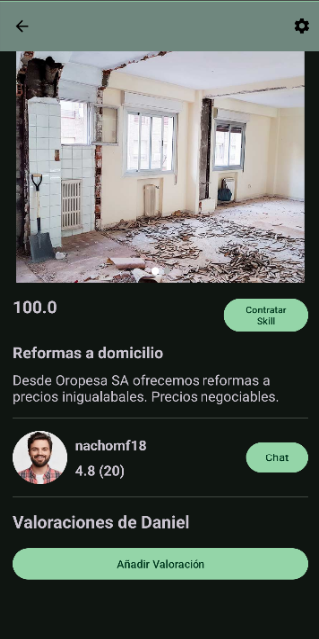 100.0
Contratar
Skill
Reformas a domicilio
Desde Oropesa SA ofrecemos reformas a
precios inigualabales. Precios negociables.
nachomf18
4.8 (20)
Chat
Valoraciones de Daniel
Añadir Valoración